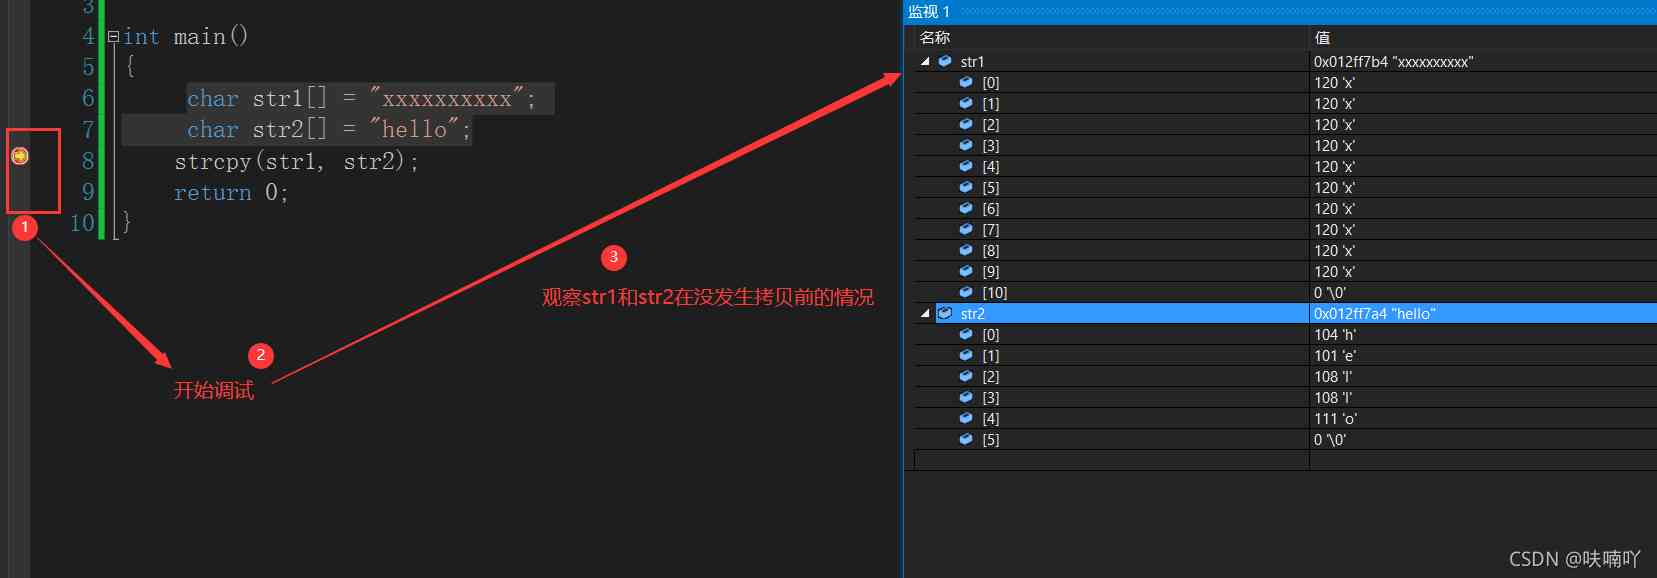 3
4 int main()
5 {
6 char str1[] = "xxxxxxxxxx";
7 char str2[] = "hello";
8 strcpy(str1, str2);
9 return 0;
10 }
1
2
开始调试
3
观察str1和str2在没发生拷贝前的情况
监视 1
名称 值
str1 0x012ff7b4 "xxxxxxxxxx"
[0] 120 'x'
[1] 120 'x'
[2] 120 'x'
[3] 120 'x'
[4] 120 'x'
[5] 120 'x'
[6] 120 'x'
[7] 120 'x'
[8] 120 'x'
[9] 120 'x'
[10] 0 '\0'
str2 0x012ff7a4 "hello"
[0] 104 'h'
[1] 101 'e'
[2] 108 'l'
[3] 108 'l'
[4] 111 'o'
[5] 0 '\0'
CSDN @呋喃吖